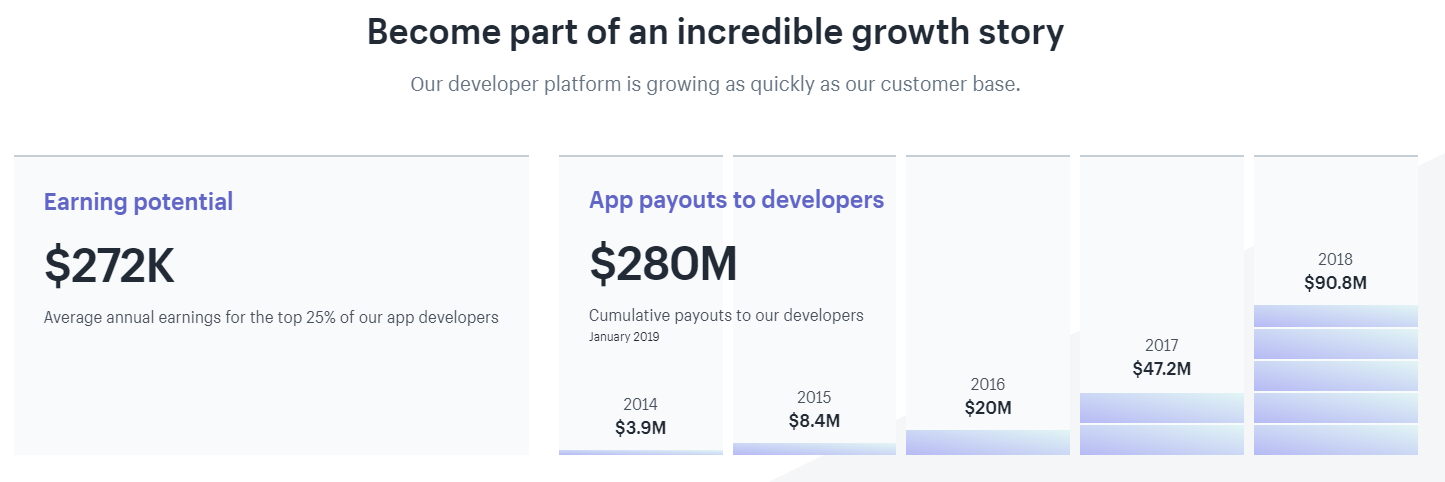 Become part of an incredible growth story
Our developer platform is growing as quickly as our customer base.
Earning potential
$272K
Average annual earnings for the top 25% of our app developers
App payouts to developers
$280M
Cumulative payouts to our developers
January 2019
2014
$3.9M
2015
$8.4M
2016
$20M
2017
$47.2M
2018
$90.8M